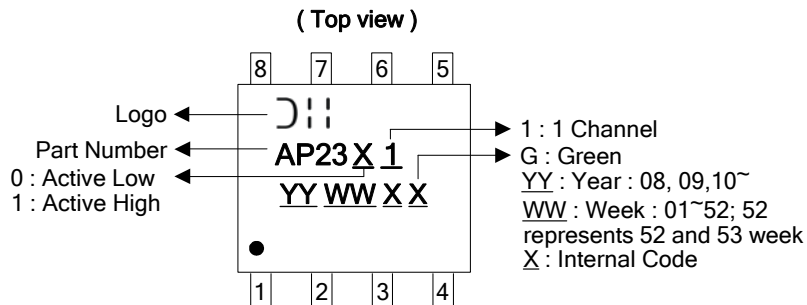 ( Top view )
8 7 6 5
Logo
Part Number
0 : Active Low
1 : Active High
AP23 X 1
YY WW X X
1 : 1 Channel
G : Green
YY : Year : 08, 09,10~
WW : Week : 01~52; 52
represents 52 and 53 week
X : Internal Code
1 2 3 4